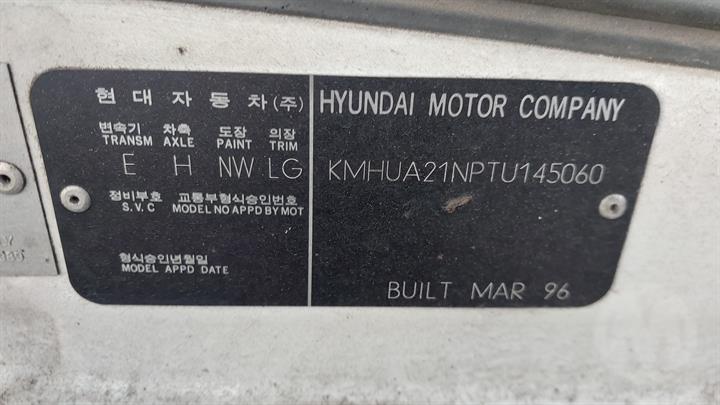 현대자동차(주)
변속기 차축 도장 의장
TRANSM AXLE PAINT TRIM
E H NW LG
정비부호 교통부형식승인번호
S.V.C MODEL NO APPD BY MOT
형식승인년월일
MODEL APPD DATE
HYUNDAI MOTOR COMPANY
KMHUA21NPTU145060
BUILT MAR 96